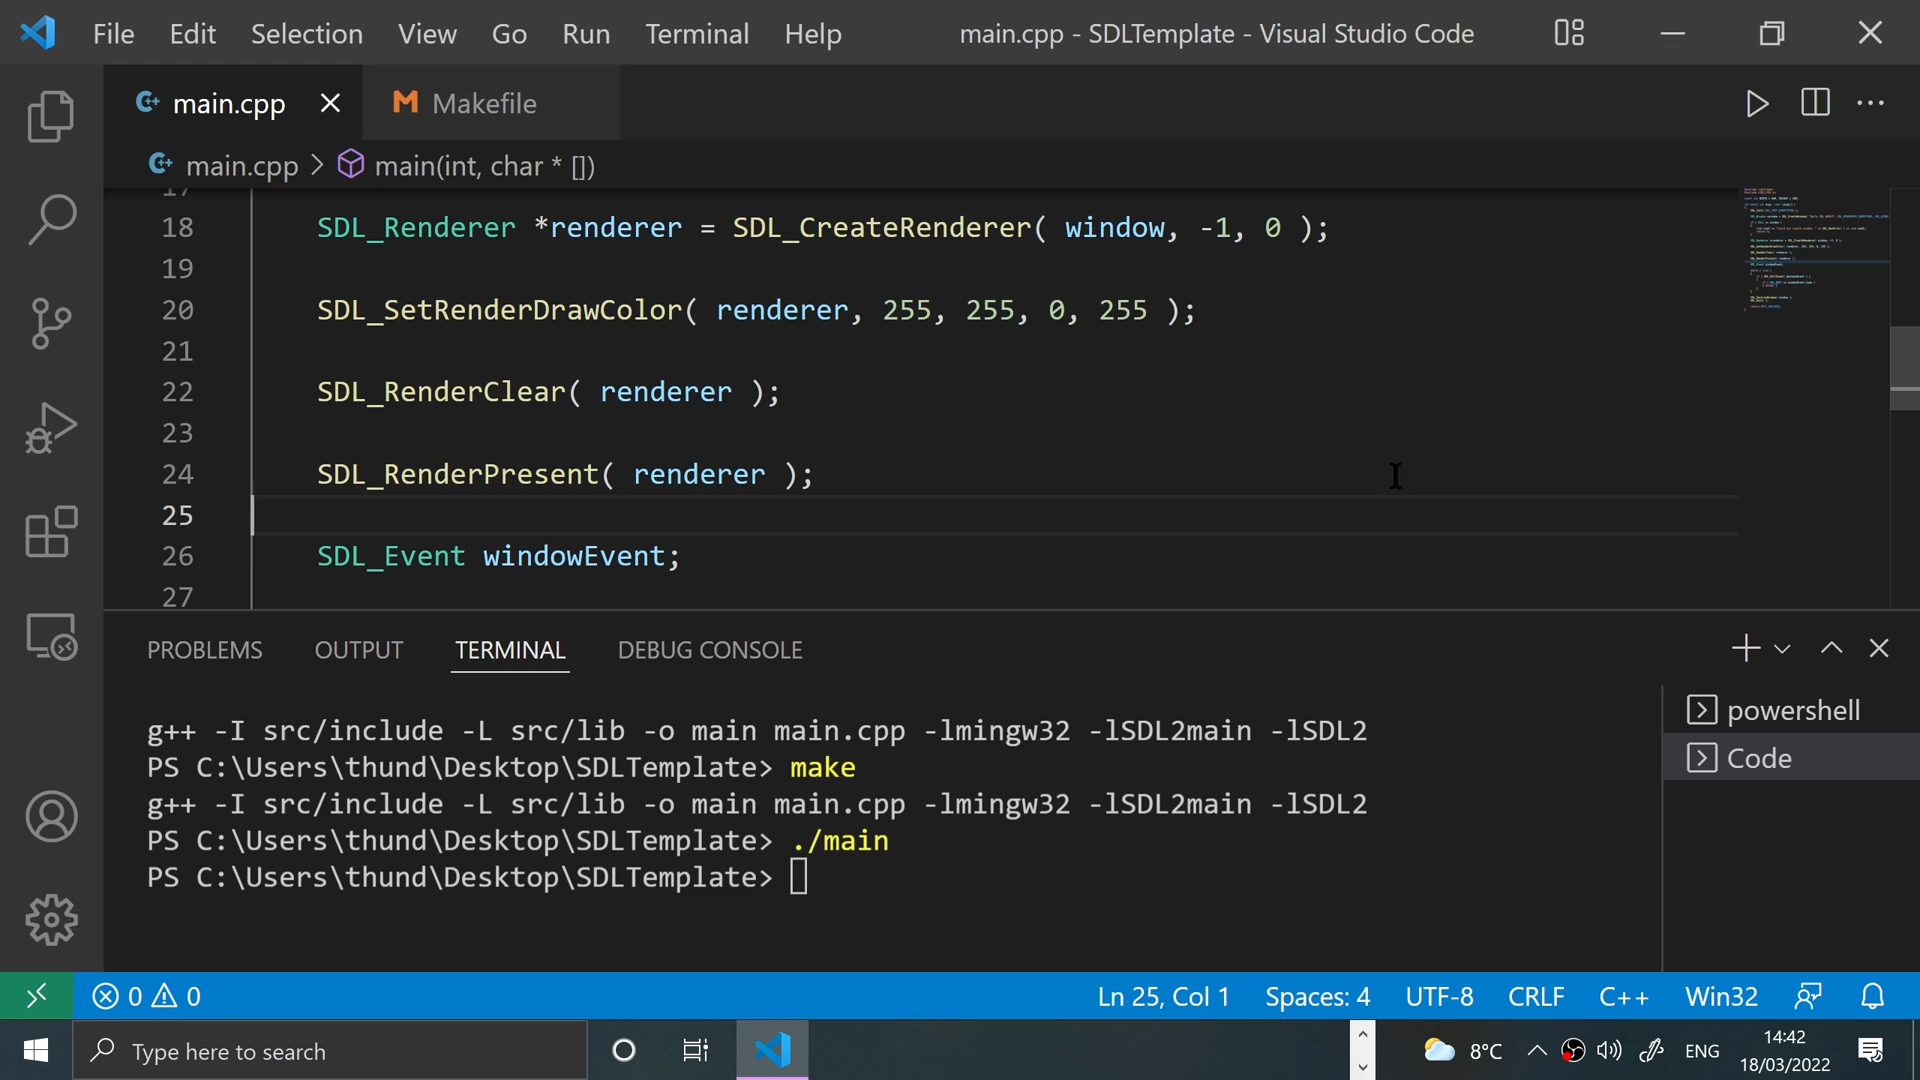 File Edit Selection View Go Run Terminal Help main.cpp - SDLTemplate - Visual Studio Code
main.cpp Makefile
main.cpp > main(int, char * [])
17
18 SDL_Renderer *renderer = SDL_CreateRenderer( window, -1, 0 );
19
20 SDL_SetRenderDrawColor( renderer, 255, 255, 0, 255 );
21
22 SDL_RenderClear( renderer );
23
24 SDL_RenderPresent( renderer );
25
26 SDL_Event windowEvent;
27
PROBLEMS OUTPUT TERMINAL DEBUG CONSOLE
g++ -I src/include -L src/lib -o main main.cpp -lmingw32 -lSDL2main -lSDL2
PS C:\Users\thund\Desktop\SDLTemplate> make
g++ -I src/include -L src/lib -o main main.cpp -lmingw32 -lSDL2main -lSDL2
PS C:\Users\thund\Desktop\SDLTemplate> ./main
PS C:\Users\thund\Desktop\SDLTemplate>
powershell
Code
0 0 Ln 25, Col 1 Spaces: 4 UTF-8 CRLF C++ Win32
Type here to search 8°C ENG 14:42
18/03/2022